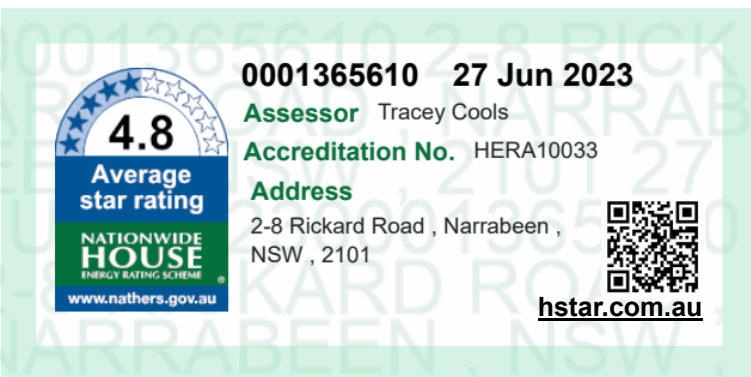 0001365610 27 Jun 2023
Assessor Tracey Cools
Accreditation No. HERA10033
Address
2-8 Rickard Road , Narrabeen ,
NSW , 2101
hstar.com.au
4.8
Average
star rating
NATIONWIDE
HOUSE
ENERGY RATING SCHEME ®
www.nathers.gov.au